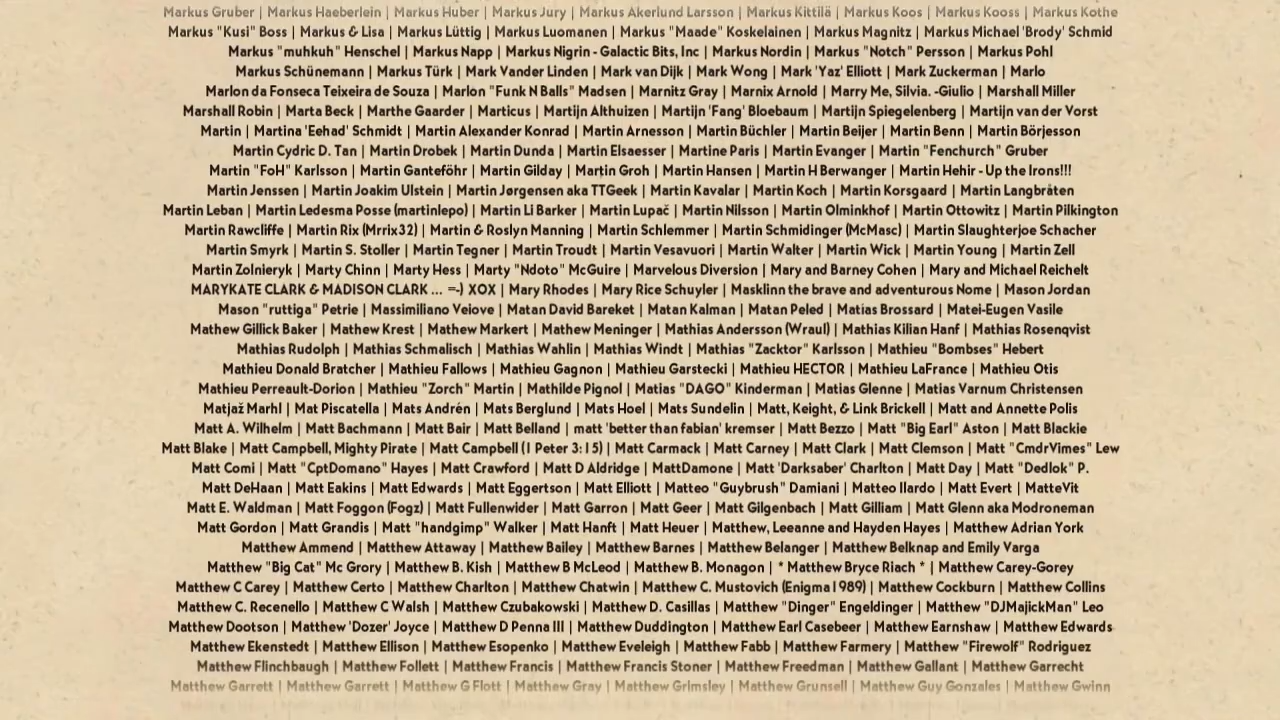 Markus Gruber | Markus Haeberlein | Markus Huber | Markus Jury | Markus Åkerlund Larsson | Markus Kittilä | Markus Koos | Markus Kooss | Markus Kothe
Markus "Kusi" Boss | Markus & Lisa | Markus Lüttig | Markus Luomanen | Markus "Maade" Koskelainen | Markus Magnitz | Markus Michael 'Brody' Schmid
Markus "muhkuh" Henschel | Markus Napp | Markus Nigrin - Galactic Bits, Inc | Markus Nordin | Markus "Notch" Persson | Markus Pohl
Markus Schünemann | Markus Türk | Mark Vander Linden | Mark van Dijk | Mark Wong | Mark 'Yaz' Elliott | Mark Zuckerman | Marlo
Marlon da Fonseca Teixeira de Souza | Marlon "Funk N Balls" Madsen | Marnitz Gray | Marnix Arnold | Marry Me, Silvia. -Giulio | Marshall Miller
Marshall Robin | Marta Beck | Marthe Gaarder | Marticus | Martijn Althuizen | Martijn 'Fang' Bloebaum | Martijn Spiegelenberg | Martijn van der Vorst
Martin | Martina 'Eehad' Schmidt | Martin Alexander Konrad | Martin Arnesson | Martin Büchler | Martin Beijer | Martin Benn | Martin Börjesson
Martin Cydric D. Tan | Martin Drobek | Martin Dunda | Martin Elsaesser | Martine Paris | Martin Evanger | Martin "Fenchurch" Gruber
Martin "FoH" Karlsson | Martin Ganteföhr | Martin Gilday | Martin Groh | Martin Hansen | Martin H Berwanger | Martin Hehir - Up the Irons!!!
Martin Jenssen | Martin Joakim Ulstein | Martin Jørgensen aka TTGeek | Martin Kavalar | Martin Koch | Martin Korsgaard | Martin Langbråten
Martin Leban | Martin Ledesma Posse (martinlepo) | Martin Li Barker | Martin Lupač | Martin Nilsson | Martin Olminkhof | Martin Ottowitz | Martin Pilkington
Martin Rawcliffe | Martin Rix (Mrrix32) | Martin & Roslyn Manning | Martin Schlemmer | Martin Schmidinger (McMasc) | Martin Slaughterjoe Schacher
Martin Smyrk | Martin S. Stoller | Martin Tegner | Martin Troudt | Martin Vesavuori | Martin Walter | Martin Wick | Martin Young | Martin Zell
Martin Zolnieryk | Marty Chinn | Marty Hess | Marty "Ndoto" McGuire | Marvelous Diversion | Mary and Barney Cohen | Mary and Michael Reichelt
MARYKATE CLARK & MADISON CLARK ... =-) XOX | Mary Rhodes | Mary Rice Schuyler | Masklinn the brave and adventurous Nome | Mason Jordan
Mason "ruttiga" Petrie | Massimiliano Veiove | Matan David Bareket | Matan Kalman | Matan Peled | Matías Brossard | Matei-Eugen Vasile
Mathew Gillick Baker | Mathew Krest | Mathew Markert | Mathew Meninger | Mathias Andersson (Wraul) | Mathias Kilian Hanf | Mathias Rosenqvist
Mathias Rudolph | Mathias Schmalisch | Mathias Wahlin | Mathias Windt | Mathias "Zacktor" Karlsson | Mathieu "Bombses" Hebert
Mathieu Donald Bratcher | Mathieu Fallows | Mathieu Gagnon | Mathieu Garstecki | Mathieu HECTOR | Mathieu LaFrance | Mathieu Otis
Mathieu Perreault-Dorion | Mathieu "Zorch" Martin | Mathilde Pignol | Matias "DAGO" Kinderman | Matias Glenne | Matias Varnum Christensen
Matjaž Marhl | Mat Piscatella | Mats Andrén | Mats Berglund | Mats Hoel | Mats Sundelin | Matt, Keight, & Link Brickell | Matt and Annette Polis
Matt A. Wilhelm | Matt Bachmann | Matt Bair | Matt Belland | matt 'better than fabian' kremser | Matt Bezzo | Matt "Big Earl" Aston | Matt Blackie
Matt Blake | Matt Campbell, Mighty Pirate | Matt Campbell (1 Peter 3:15) | Matt Carmack | Matt Carney | Matt Clark | Matt Clemson | Matt "CmdrVimes" Lew
Matt Comi | Matt "CptDomano" Hayes | Matt Crawford | Matt D Aldridge | MattDamone | Matt 'Darksaber' Charlton | Matt Day | Matt "Dedlok" P.
Matt DeHaan | Matt Eakins | Matt Edwards | Matt Eggertson | Matt Elliott | Matteo "Guybrush" Damiani | Matteo Ilardo | Matt Evert | MatteVit
Matt E. Waldman | Matt Foggon (Fogz) | Matt Fullenwider | Matt Garron | Matt Geer | Matt Gilgenbach | Matt Gilliam | Matt Glenn aka Modroneman
Matt Gordon | Matt Grandis | Matt "handgimp" Walker | Matt Hanft | Matt Heuer | Matthew, Leeanne and Hayden Hayes | Matthew Adrian York
Matthew Ammend | Matthew Attaway | Matthew Bailey | Matthew Barnes | Matthew Belanger | Matthew Belknap and Emily Varga
Matthew "Big Cat" Mc Grory | Matthew B. Kish | Matthew B McLeod | Matthew B. Monagon | * Matthew Bryce Riach * | Matthew Carey-Gorey
Matthew C Carey | Matthew Certo | Matthew Charlton | Matthew Chatwin | Matthew C. Mustovich (Enigma1989) | Matthew Cockburn | Matthew Collins
Matthew C. Recenello | Matthew C Walsh | Matthew Czubakowski | Matthew D. Casillas | Matthew "Dinger" Engeldinger | Matthew "DJMajickMan" Leo
Matthew Dootson | Matthew 'Dozer' Joyce | Matthew D Penna III | Matthew Duddington | Matthew Earl Casebeer | Matthew Earnshaw | Matthew Edwards
Matthew Ekenstedt | Matthew Ellison | Matthew Esopenko | Matthew Eveleigh | Matthew Fabb | Matthew Farmery | Matthew "Firewolf" Rodriguez
Matthew Flinchbaugh | Matthew Follett | Matthew Francis | Matthew Francis Stoner | Matthew Freedman | Matthew Gallant | Matthew Garrecht
Matthew Garrett | Matthew Garrett | Matthew G Flott | Matthew Gray | Matthew Grimsley | Matthew Grunsell | Matthew Guy Gonzales | Matthew Gwinn